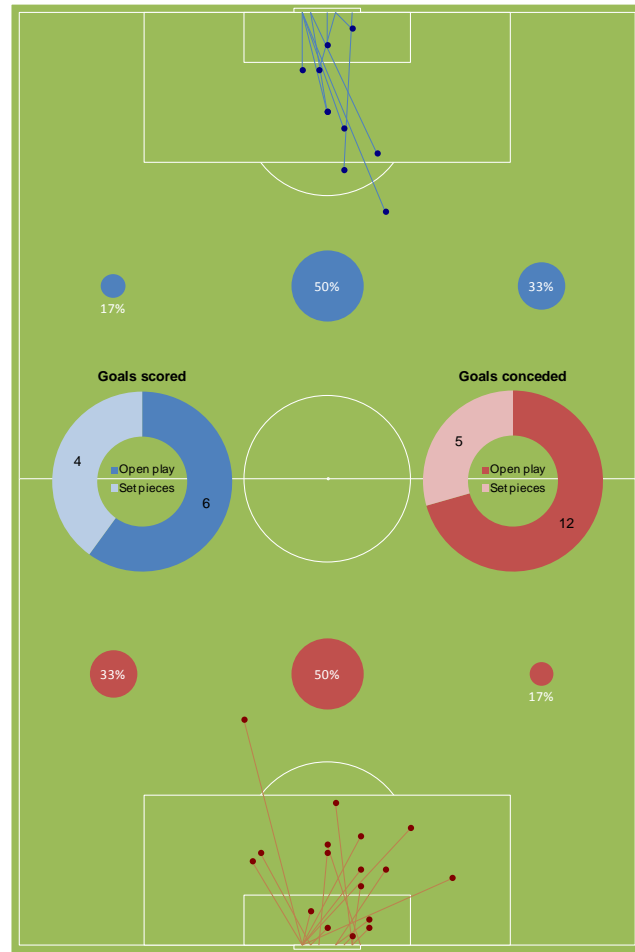 50%
33%
17%
Goals scored
Goals conceded
4
5
Open play
Set pieces
Open play
Set pieces
6
12
33%
50%
17%